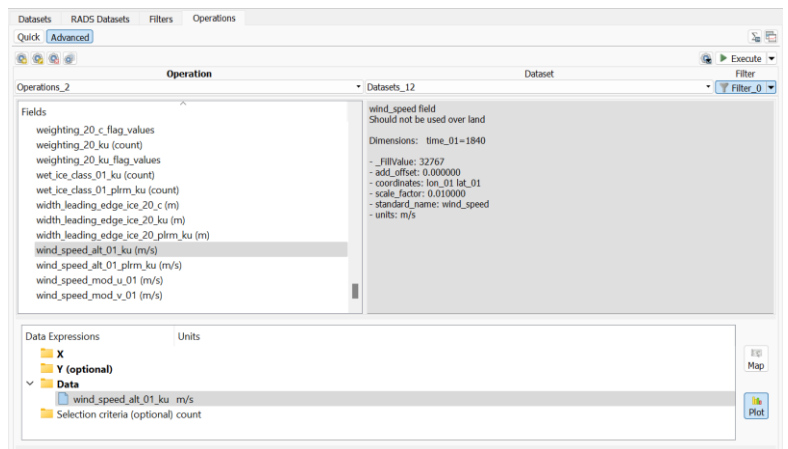 Datasets RADS Datasets Filters Operations
Quick Advanced
Execute
Operation Dataset Filter
Operations_2 Datasets_12 Filter_0
Fields
weighting_20_c_flag_values
weighting_20_ku (count)
weighting_20_ku_flag_values
wet_ice_class_01_ku (count)
wet_ice_class_01_plrm_ku (count)
width_leading_edge_ice_20_c (m)
width_leading_edge_ice_20_ku (m)
width_leading_edge_ice_20_plrm_ku (m)
wind_speed_alt_01_ku (m/s)
wind_speed_alt_01_plrm_ku (m/s)
wind_speed_mod_u_01 (m/s)
wind_speed_mod_v_01 (m/s)
wind_speed field
Should not be used over land
Dimensions: time_01=1840
- _FillValue: 32767
- add_offset: 0.000000
- coordinates: lon_01 lat_01
- scale_factor: 0.010000
- standard_name: wind_speed
- units: m/s
Data Expressions Units
X
Y (optional)
Data
wind_speed_alt_01_ku m/s
Selection criteria (optional) count
Map
Plot